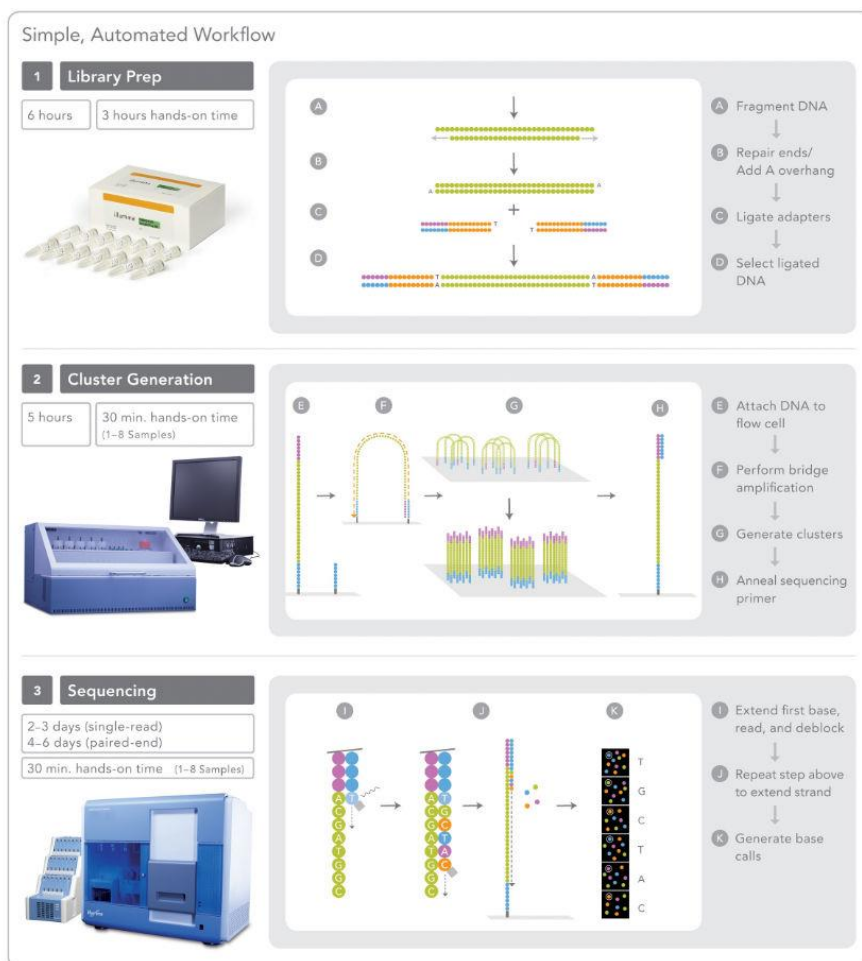 Simple, Automated Workflow
1 Library Prep
6 hours
3 hours hands-on time
illumina
A
B
C
D
A
A
+
T
T
T
A
A
T
A Fragment DNA
B Repair ends/
Add A overhang
C Ligate adapters
D Select ligated
DNA
2 Cluster Generation
5 hours
30 min. hands-on time
(1–8 Samples)
E
F
G
H
E Attach DNA to
flow cell
F Perform bridge
amplification
G Generate clusters
H Anneal sequencing
primer
3 Sequencing
2–3 days (single-read)
4–6 days (paired-end)
30 min. hands-on time (1–8 Samples)
I
J
K
A T
C
G
A
T
G
G
C
A T
C G
G C
A T
T A
G C
G
C
T
G
C
T
A
C
I Extend first base,
read, and deblock
J Repeat step above
to extend strand
K Generate base
calls